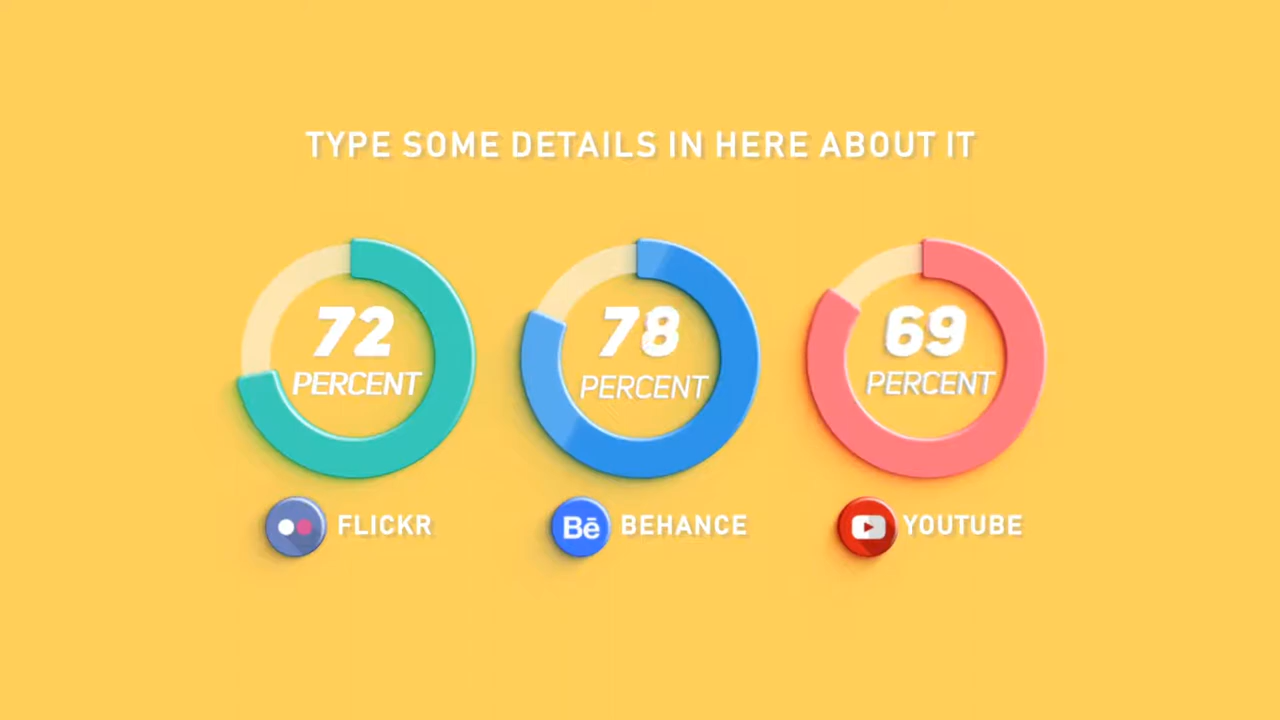 TYPE SOME DETAILS IN HERE ABOUT IT
72
PERCENT
78
PERCENT
69
PERCENT
FLICKR
Bē BEHANCE
YOUTUBE